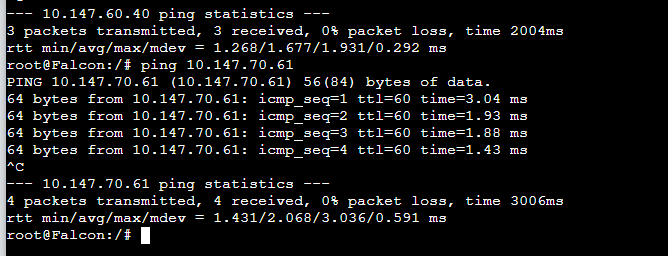 --- 10.147.60.40 ping statistics ---
3 packets transmitted, 3 received, 0% packet loss, time 2004ms
rtt min/avg/max/mdev = 1.268/1.677/1.931/0.292 ms
root@Falcon:/# ping 10.147.70.61
PING 10.147.70.61 (10.147.70.61) 56(84) bytes of data.
64 bytes from 10.147.70.61: icmp_seq=1 ttl=60 time=3.04 ms
64 bytes from 10.147.70.61: icmp_seq=2 ttl=60 time=1.93 ms
64 bytes from 10.147.70.61: icmp_seq=3 ttl=60 time=1.88 ms
64 bytes from 10.147.70.61: icmp_seq=4 ttl=60 time=1.43 ms
^C
--- 10.147.70.61 ping statistics ---
4 packets transmitted, 4 received, 0% packet loss, time 3006ms
rtt min/avg/max/mdev = 1.431/2.068/3.036/0.591 ms
root@Falcon:/#